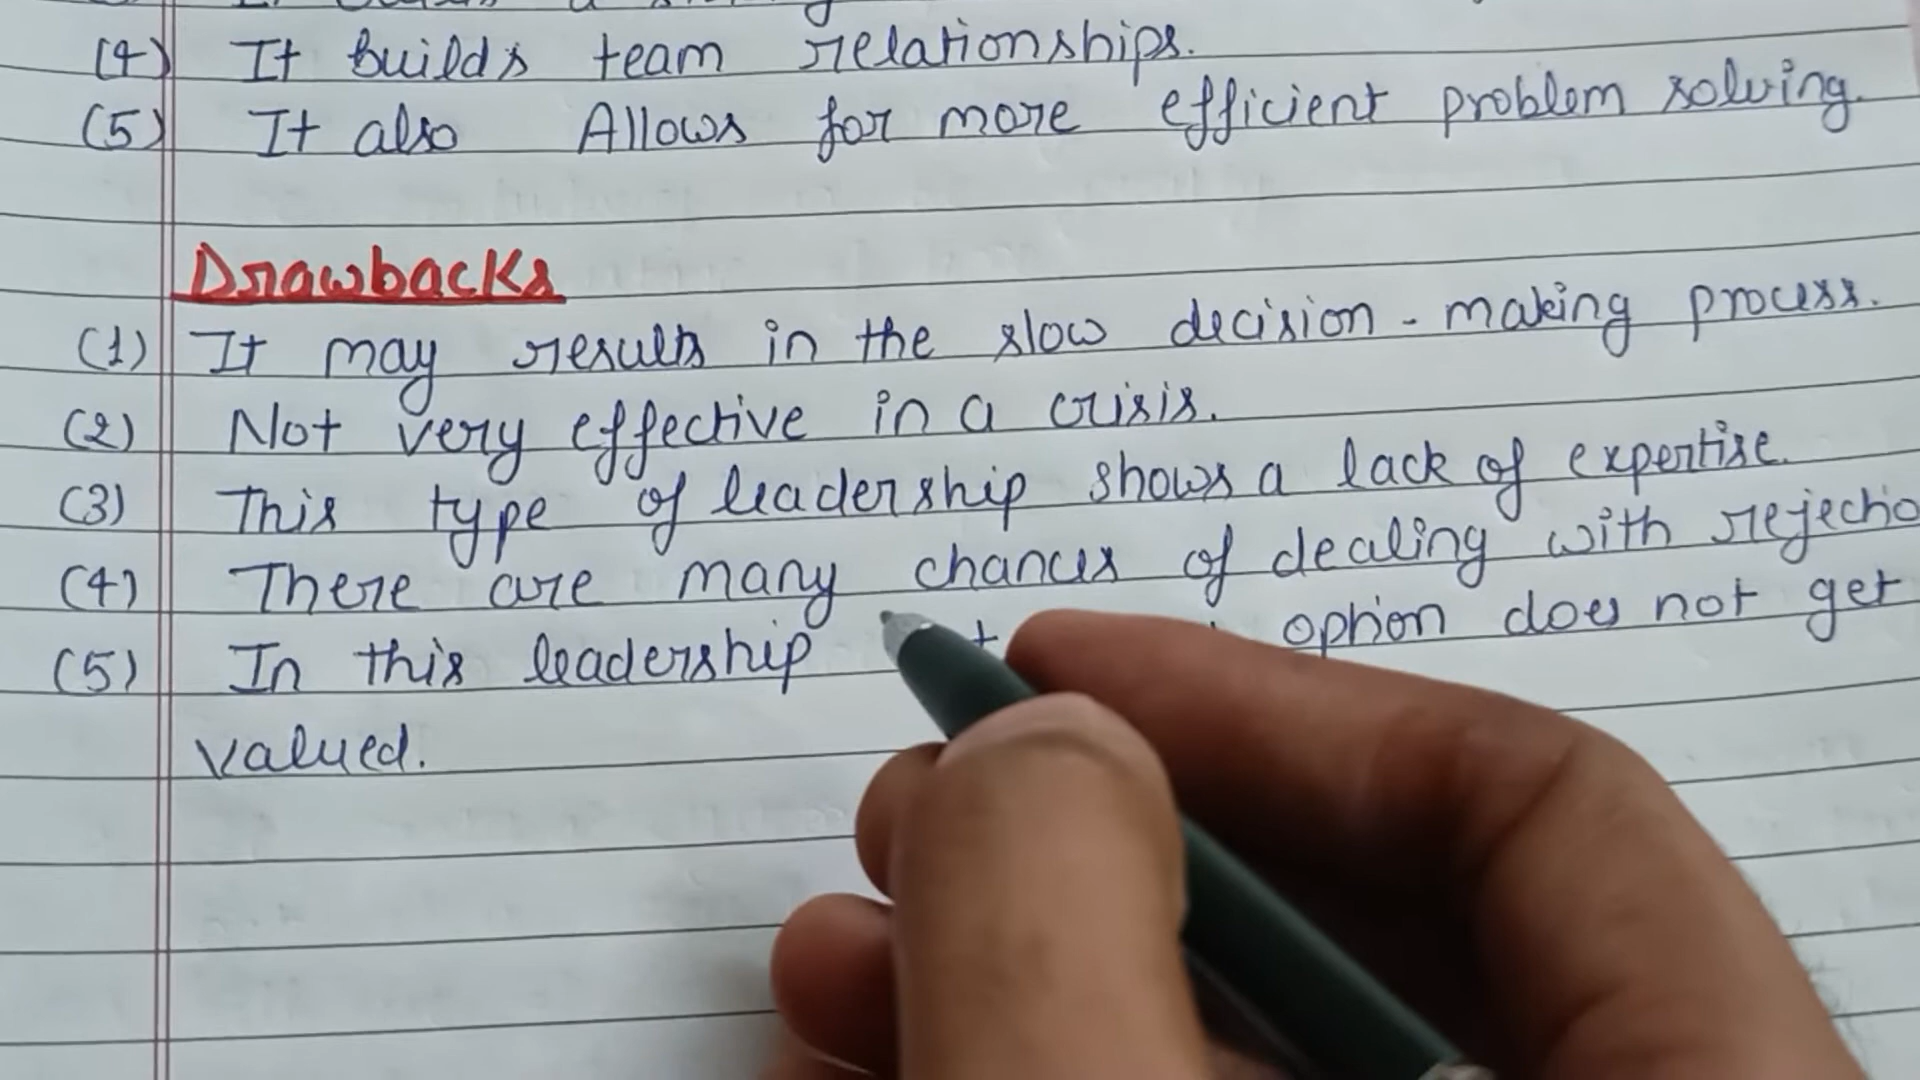 (4) It builds team relationships.
(5) It also Allows for more efficient problem solving.
Drawbacks
(1) It may results in the slow decision-making process.
(2) Not very effective in a crisis.
(3) This type of leadership shows a lack of expertise.
(4) There are many chances of dealing with rejectio
(5) In this leadership option does not get
valued.